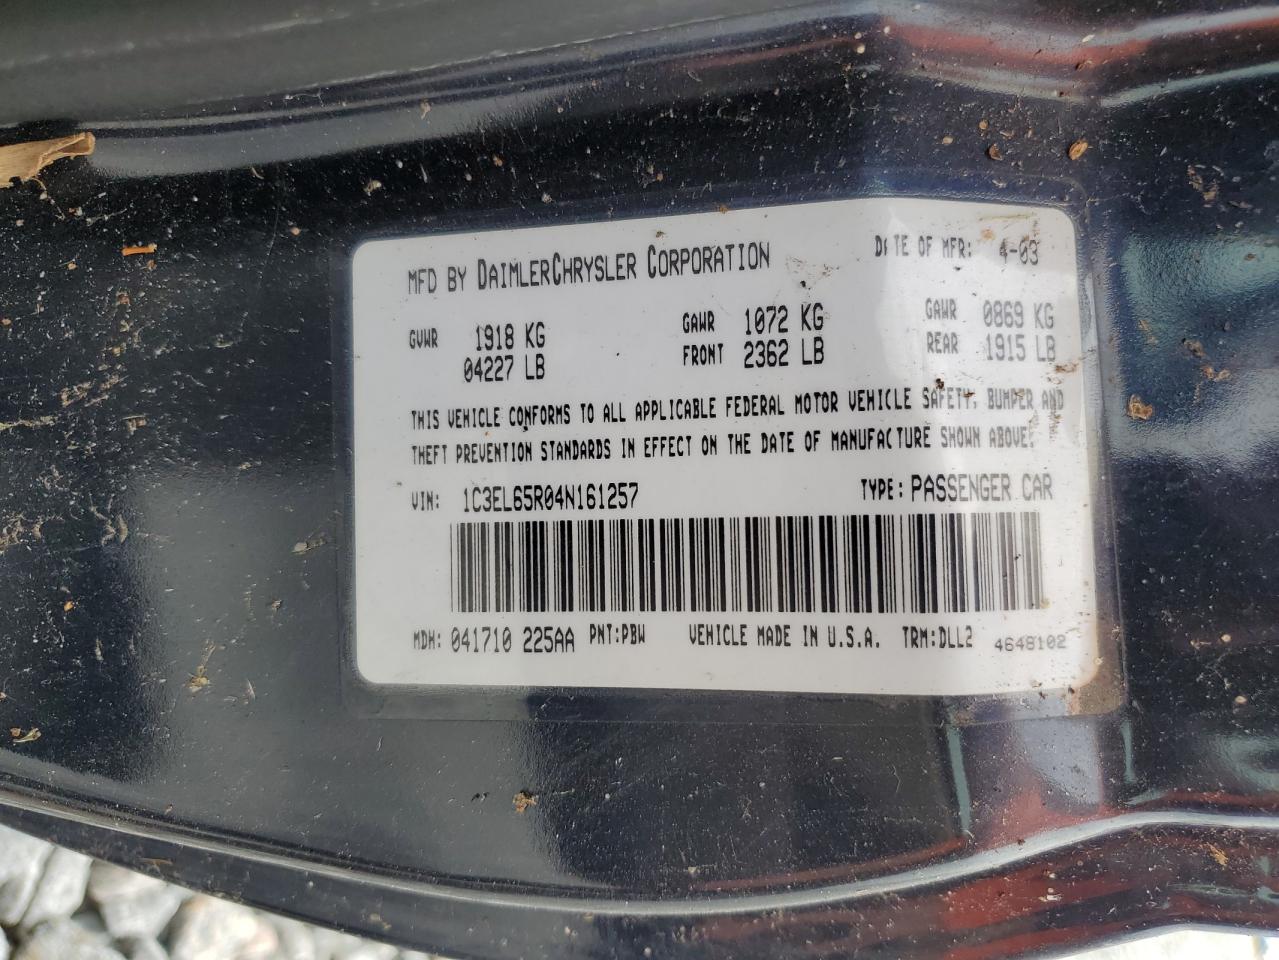 MFD BY DAIMLERCHRYSLER CORPORATION DATE OF MFR: 4-03
GVWR 1918 KG GAWR 1072 KG GAWR 0869 KG
04227 LB FRONT 2362 LB REAR 1915 LB
THIS VEHICLE CONFORMS TO ALL APPLICABLE FEDERAL MOTOR VEHICLE SAFETY, BUMPER AND
THEFT PREVENTION STANDARDS IN EFFECT ON THE DATE OF MANUFACTURE SHOWN ABOVE.
VIN: 1C3EL65R04N161257 TYPE: PASSENGER CAR
MDH: 041710 225AA PNT:PBW VEHICLE MADE IN U.S.A. TRM:DLL2 4648102